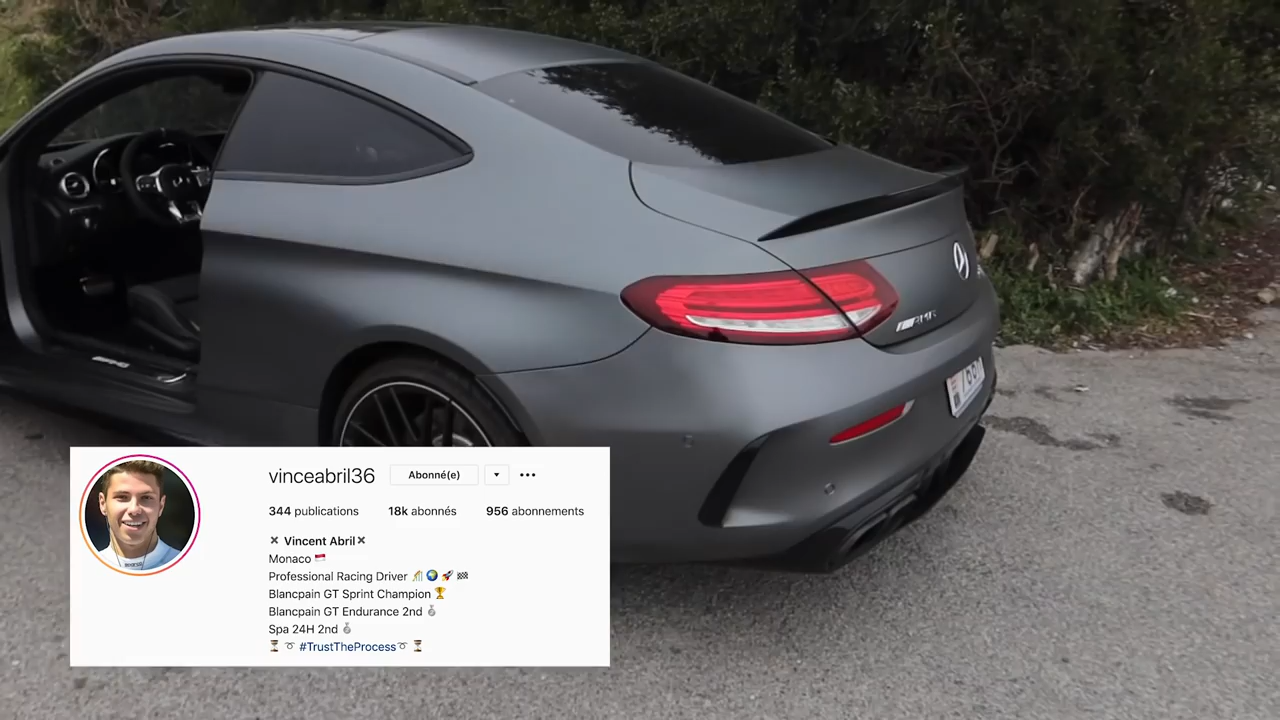 AMG
AMG
vinceabril36 Abonné(e)
344 publications 18k abonnés 956 abonnements
Vincent Abril
Monaco
Professional Racing Driver
Blancpain GT Sprint Champion
Blancpain GT Endurance 2nd
Spa 24H 2nd
#TrustTheProcess